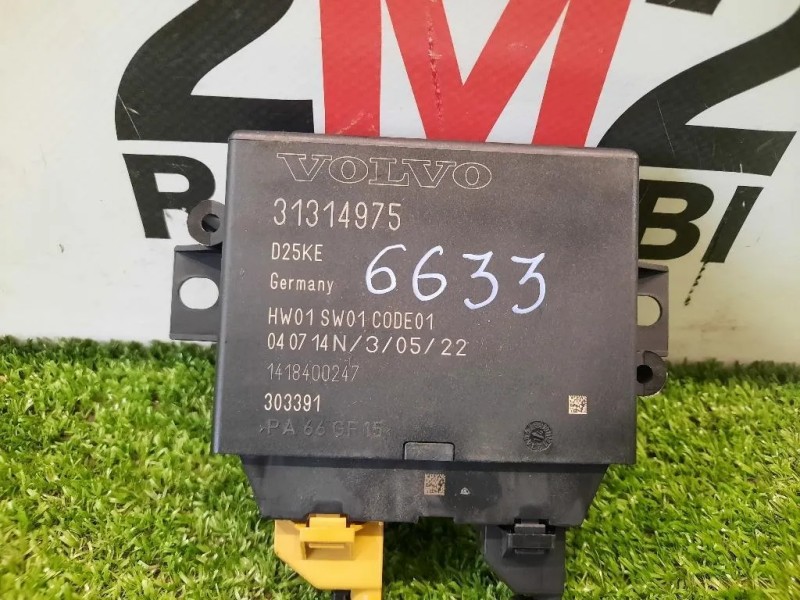 2M2
VOLVO
31314975
D25KE
6633
Germany
HW01 SW01 CODE01
04 07 14N/3/05/22
1418400247
303391
>PA 66 GF 15<